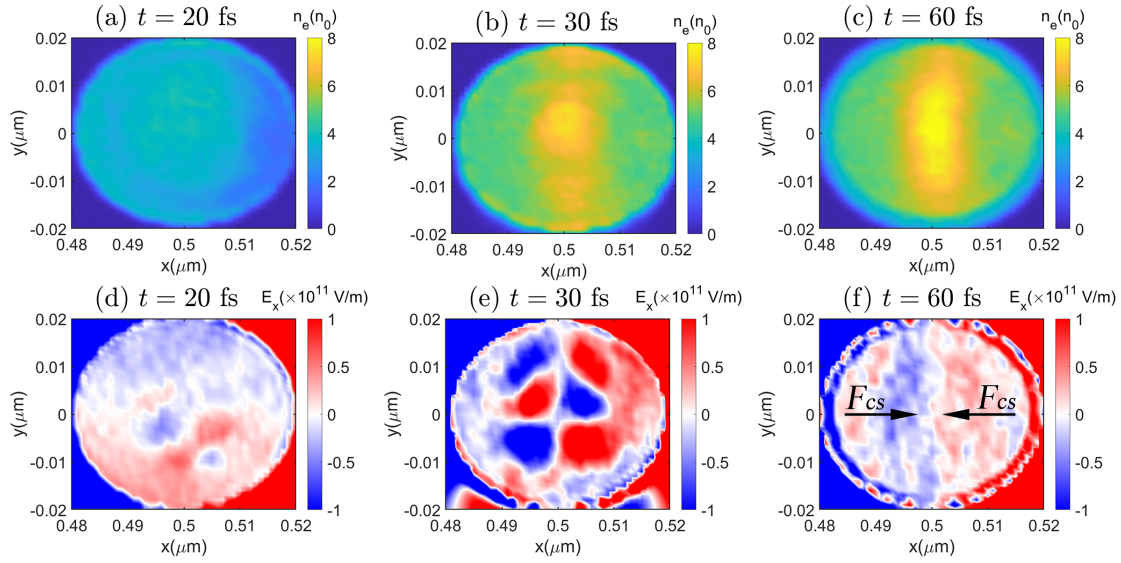 (a) t = 20 fs
n_e(n_0)
(b) t = 30 fs
n_e(n_0)
(c) t = 60 fs
n_e(n_0)
0.02
0.01
0
-0.01
-0.02
y(μm)
0.48 0.49 0.5 0.51 0.52
x(μm)
8
6
4
2
0
0.02
0.01
0
-0.01
-0.02
y(μm)
0.48 0.49 0.5 0.51 0.52
x(μm)
8
6
4
2
0
0.02
0.01
0
-0.01
-0.02
y(μm)
0.48 0.49 0.5 0.51 0.52
x(μm)
8
6
4
2
0
(d) t = 20 fs
E_x(×10^11 V/m)
(e) t = 30 fs
E_x(×10^11 V/m)
(f) t = 60 fs
E_x(×10^11 V/m)
0.02
0.01
0
-0.01
-0.02
y(μm)
0.48 0.49 0.5 0.51 0.52
x(μm)
1
0.5
0
-0.5
-1
0.02
0.01
0
-0.01
-0.02
y(μm)
0.48 0.49 0.5 0.51 0.52
x(μm)
1
0.5
0
-0.5
-1
0.02
0.01
0
-0.01
-0.02
y(μm)
F_cs F_cs
0.48 0.49 0.5 0.51 0.52
x(μm)
1
0.5
0
-0.5
-1